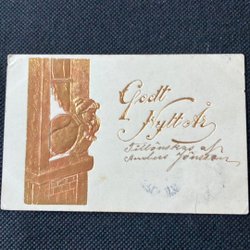 Godt
Nytt År
Tillönskas af
Anders Jönsson